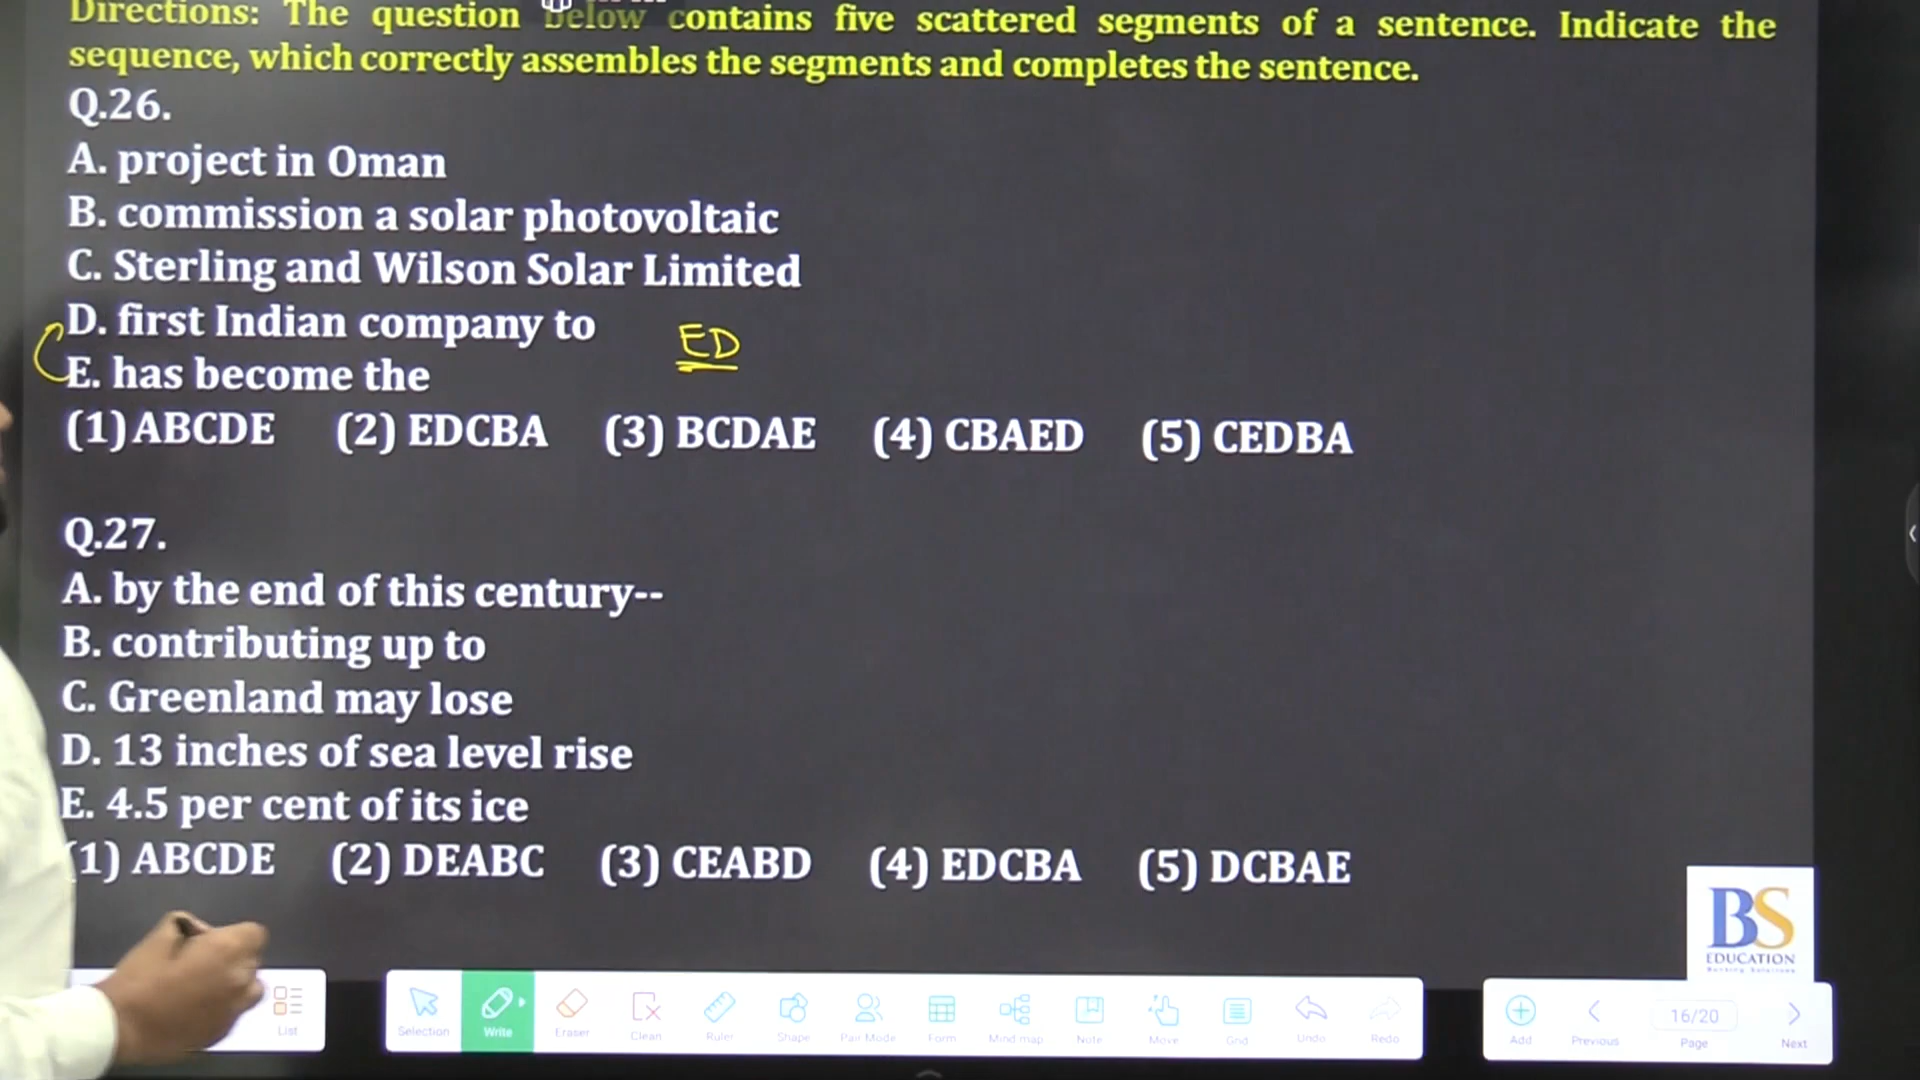 Directions: The question below contains five scattered segments of a sentence. Indicate the
sequence, which correctly assembles the segments and completes the sentence.
Q.26.
A. project in Oman
B. commission a solar photovoltaic
C. Sterling and Wilson Solar Limited
D. first Indian company to
ED
E. has become the
(1) ABCDE (2) EDCBA (3) BCDAE (4) CBAED (5) CEDBA
Q.27.
A. by the end of this century--
B. contributing up to
C. Greenland may lose
D. 13 inches of sea level rise
E. 4.5 per cent of its ice
1) ABCDE (2) DEABC (3) CEABD (4) EDCBA (5) DCBAE
BS
EDUCATION
List Selection Write Eraser Clean Ruler Shape Pair Mode Form Mind map Note Move Grid Undo Redo Add Previous 16/20 Page Next